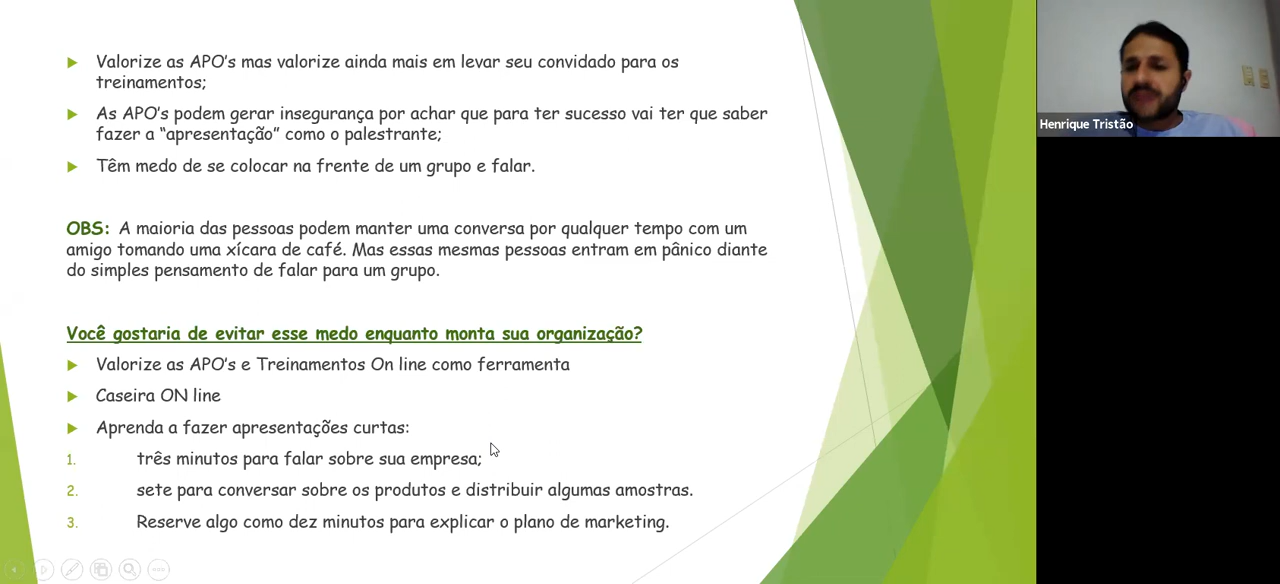 Valorize as APO's mas valorize ainda mais em levar seu convidado para os
treinamentos;
As APO's podem gerar insegurança por achar que para ter sucesso vai ter que saber
fazer a “apresentação” como o palestrante;
Têm medo de se colocar na frente de um grupo e falar.
OBS: A maioria das pessoas podem manter uma conversa por qualquer tempo com um
amigo tomando uma xícara de café. Mas essas mesmas pessoas entram em pânico diante
do simples pensamento de falar para um grupo.
Você gostaria de evitar esse medo enquanto monta sua organização?
Valorize as APO's e Treinamentos On line como ferramenta
Caseira ON line
Aprenda a fazer apresentações curtas:
1. três minutos para falar sobre sua empresa;
2. sete para conversar sobre os produtos e distribuir algumas amostras.
3. Reserve algo como dez minutos para explicar o plano de marketing.
Henrique Tristão